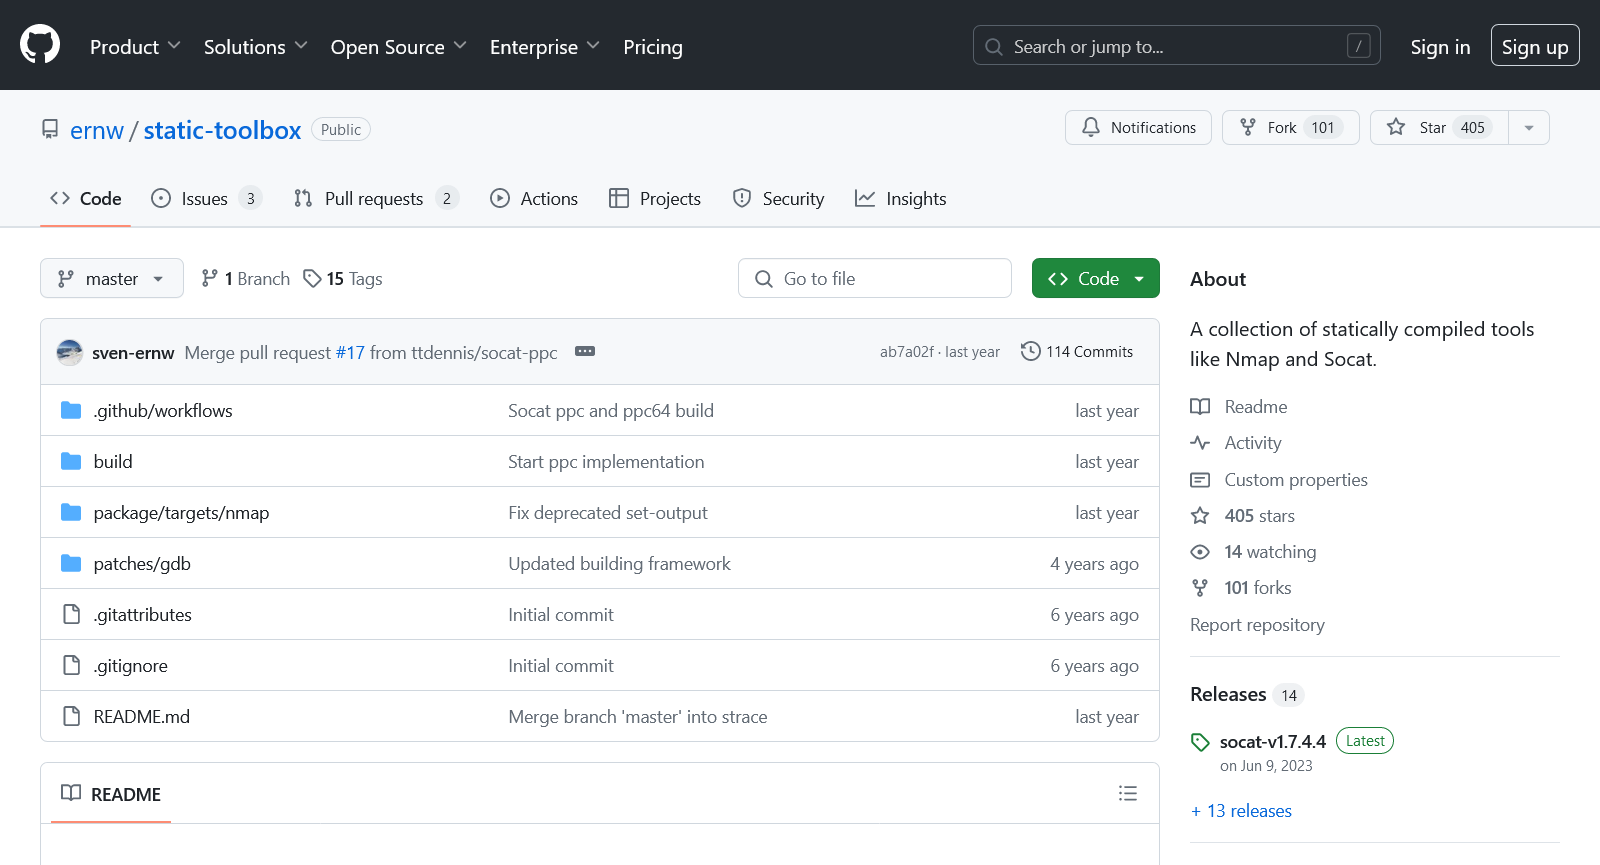 Product Solutions Open Source Enterprise Pricing Search or jump to... / Sign in Sign up
ernw / static-toolbox Public Notifications Fork 101 Star 405
Code Issues 3 Pull requests 2 Actions Projects Security Insights
master 1 Branch 15 Tags Go to file Code
sven-ernw Merge pull request #17 from ttdennis/socat-ppc ab7a02f · last year 114 Commits
.github/workflows Socat ppc and ppc64 build last year
build Start ppc implementation last year
package/targets/nmap Fix deprecated set-output last year
patches/gdb Updated building framework 4 years ago
.gitattributes Initial commit 6 years ago
.gitignore Initial commit 6 years ago
README.md Merge branch 'master' into strace last year
README
About
A collection of statically compiled tools
like Nmap and Socat.
Readme
Activity
Custom properties
405 stars
14 watching
101 forks
Report repository
Releases 14
socat-v1.7.4.4 Latest
on Jun 9, 2023
+ 13 releases